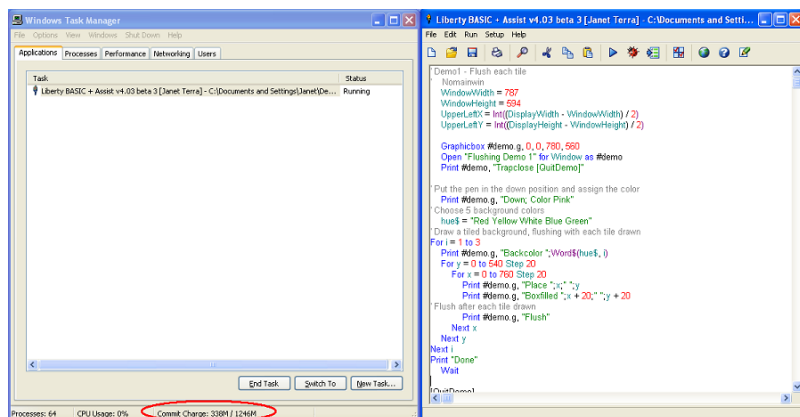 Windows Task Manager
File Options View Windows Shut Down Help
Applications Processes Performance Networking Users
Task Status
Liberty BASIC + Assist v4.03 beta 3 [Janet Terra] - C:\Documents and Settings\Janet\De... Running
End Task Switch To New Task...
Processes: 64 CPU Usage: 0% Commit Charge: 338M / 1246M
Liberty BASIC + Assist v4.03 beta 3 [Janet Terra] - C:\Documents and Setti...
File Edit Run Setup Help
' Demo1 - Flush each tile
' Nomainwin
WindowWidth = 787
WindowHeight = 594
UpperLeftX = Int((DisplayWidth - WindowWidth) / 2)
UpperLeftY = Int((DisplayHeight - WindowHeight) / 2)
Graphicbox #demo.g, 0, 0, 780, 560
Open "Flushing Demo 1" for Window as #demo
Print #demo, "Trapclose [QuitDemo]"
' Put the pen in the down position and assign the color
Print #demo.g, "Down; Color Pink"
' Choose 5 background colors
hue$ = "Red Yellow White Blue Green"
' Draw a tiled background, flushing with each tile drawn
For i = 1 to 3
Print #demo.g, "Backcolor ";Word$(hue$, i)
For y = 0 to 540 Step 20
For x = 0 to 760 Step 20
Print #demo.g, "Place ";x;" ";y
Print #demo.g, "Boxfilled ";x + 20;" ";y + 20
' Flush after each tile drawn
Print #demo.g, "Flush"
Next x
Next y
Next i
Print "Done"
Wait
[QuitDemo]